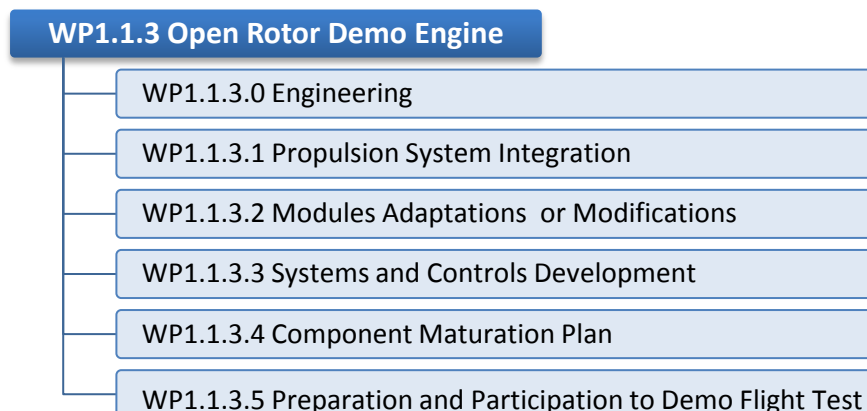 WP1.1.3 Open Rotor Demo Engine
WP1.1.3.0 Engineering
WP1.1.3.1 Propulsion System Integration
WP1.1.3.2 Modules Adaptations  or Modifications
WP1.1.3.3 Systems and Controls Development
WP1.1.3.4 Component Maturation Plan
WP1.1.3.5 Preparation and Participation to Demo Flight Test